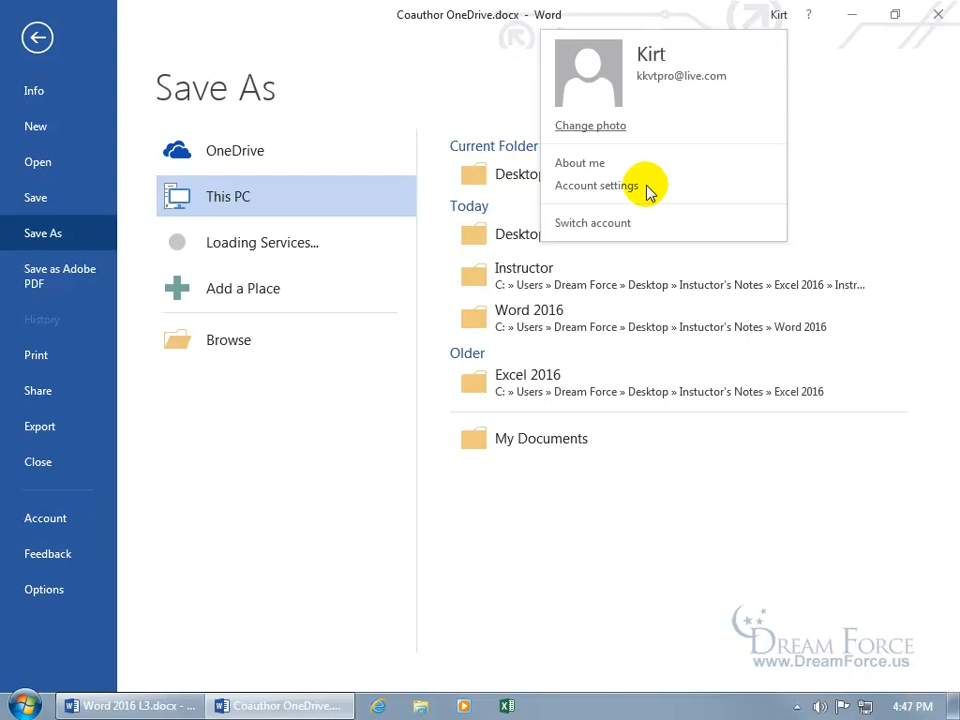 Coauthor OneDrive.docx - Word
Kirt
?
Info
New
Open
Save
Save As
Save as Adobe
PDF
History
Print
Share
Export
Close
Account
Feedback
Options
Save As
OneDrive
This PC
Loading Services...
Add a Place
Browse
Current Folder
Deskto
Today
Deskto
Instructor
C: » Users » Dream Force » Desktop » Instuctor's Notes » Excel 2016 » Instr...
Word 2016
C: » Users » Dream Force » Desktop » Instuctor's Notes » Word 2016
Older
Excel 2016
C: » Users » Dream Force » Desktop » Instuctor's Notes » Excel 2016
My Documents
Kirt
kkvtpro@live.com
Change photo
About me
Account settings
Switch account
Dream Force
www.DreamForce.us
Word 2016 L3.docx - ...
Coauthor OneDrive....
4:47 PM